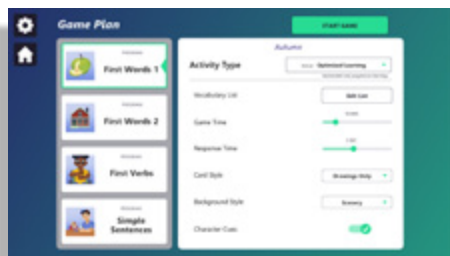 Game Plan
START GAME
First Words 1
First Words 2
First Verbs
Simple
Sentences
Autumn
Activity Type
Optimized Learning
Vocabulary List
Edit List
Game Time
Response Time
Card Style
Drawings Only
Background Style
Scenery
Character Cues